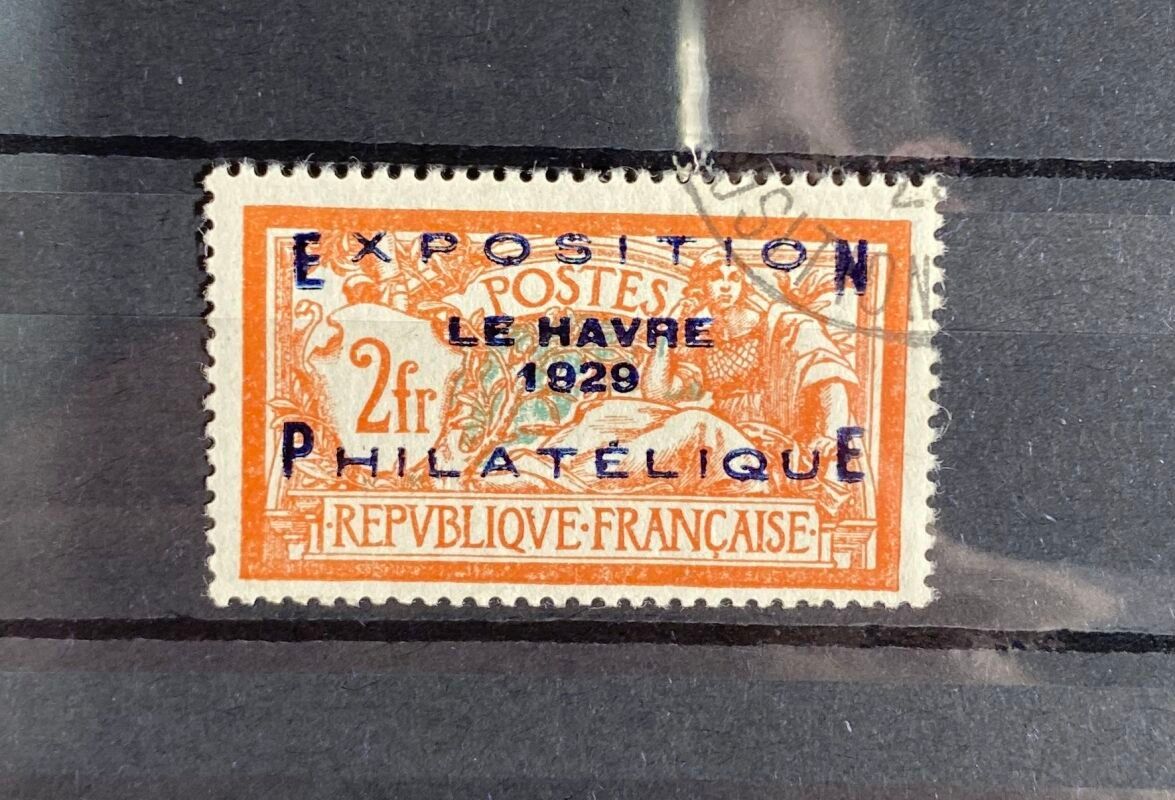 EXPOSITION
POSTES
LE HAVRE
2fr
1929
PHILATÉLIQUE
·REPVBLIQVE·FRANÇAISE·